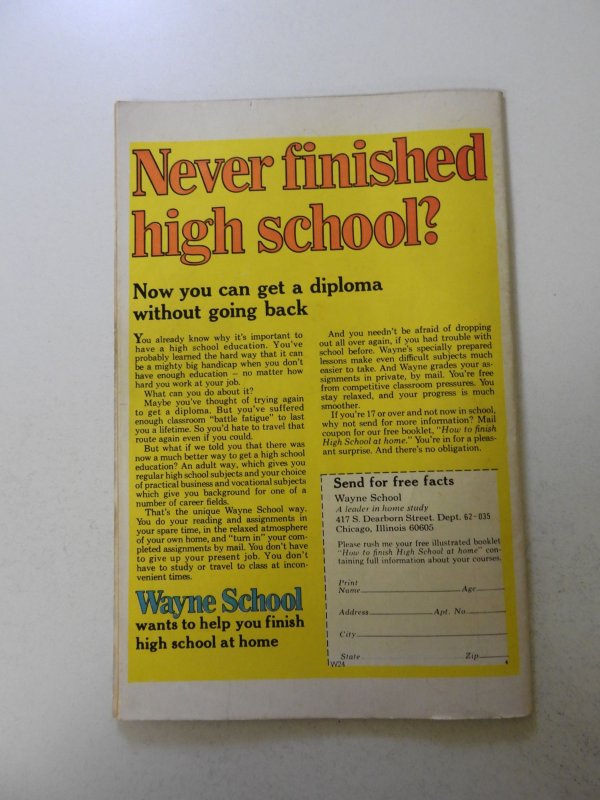 Never finished
high school?
Now you can get a diploma
without going back
You already know why it's important to
have a high school education. You've
probably learned the hard way that it can
be a mighty big handicap when you don't
have enough education – no matter how
hard you work at your job.
What can you do about it?
Maybe you've thought of trying again
to get a diploma. But you've suffered
enough classroom "battle fatigue" to last
you a lifetime. So you'd hate to travel that
route again even if you could.
But what if we told you that there was
now a much better way to get a high school
education? An adult way, which gives you
regular high school subjects and your choice
of practical business and vocational subjects
which give you background for one of a
number of career fields.
That's the unique Wayne School way.
You do your reading and assignments in
your spare time, in the relaxed atmosphere
of your own home, and "turn in" your com-
pleted assignments by mail. You don't have
to give up your present job. You don't
have to study or travel to class at incon-
venient times.
Wayne School
wants to help you finish
high school at home
And you needn't be afraid of dropping
out all over again, if you had trouble with
school before. Wayne's specially prepared
lessons make even difficult subjects much
easier to take. And Wayne grades your as-
signments in private, by mail. You're free
from competitive classroom pressures. You
stay relaxed, and your progress is much
smoother.
If you're 17 or over and not now in school,
why not send for more information? Mail
coupon for our free booklet, "How to finish
High School at home." You're in for a pleas-
ant surprise. And there's no obligation.
Send for free facts
Wayne School
A leader in home study
417 S. Dearborn Street. Dept. 62-035
Chicago, Illinois 60605
Please rush me your free illustrated booklet
"How to finish High School at home" con-
taining full information about your courses.
Print
Name Age
Address Apt. No.
City
State Zip
W24 4